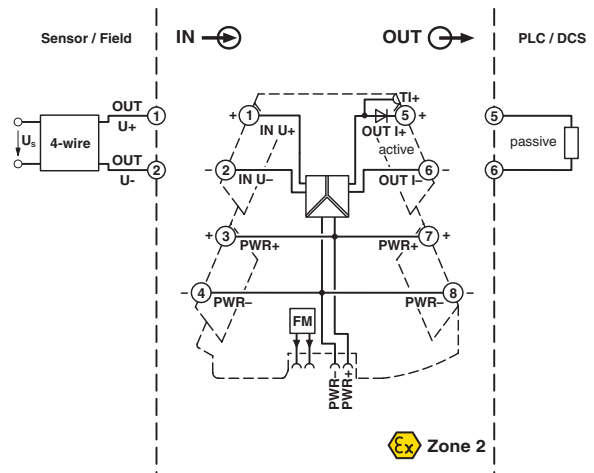 Sensor / Field
IN
OUT
PLC / DCS
OUT
U+
1
Us
4-wire
OUT
U-
2
+ 1
IN U+
TI+
5 +
OUT I+
active
– 2
IN U–
6 –
OUT I–
5
passive
6
+ 3
PWR+
PWR+
7 +
– 4
PWR–
PWR–
8 –
FM
PWR–
PWR+
Ex Zone 2